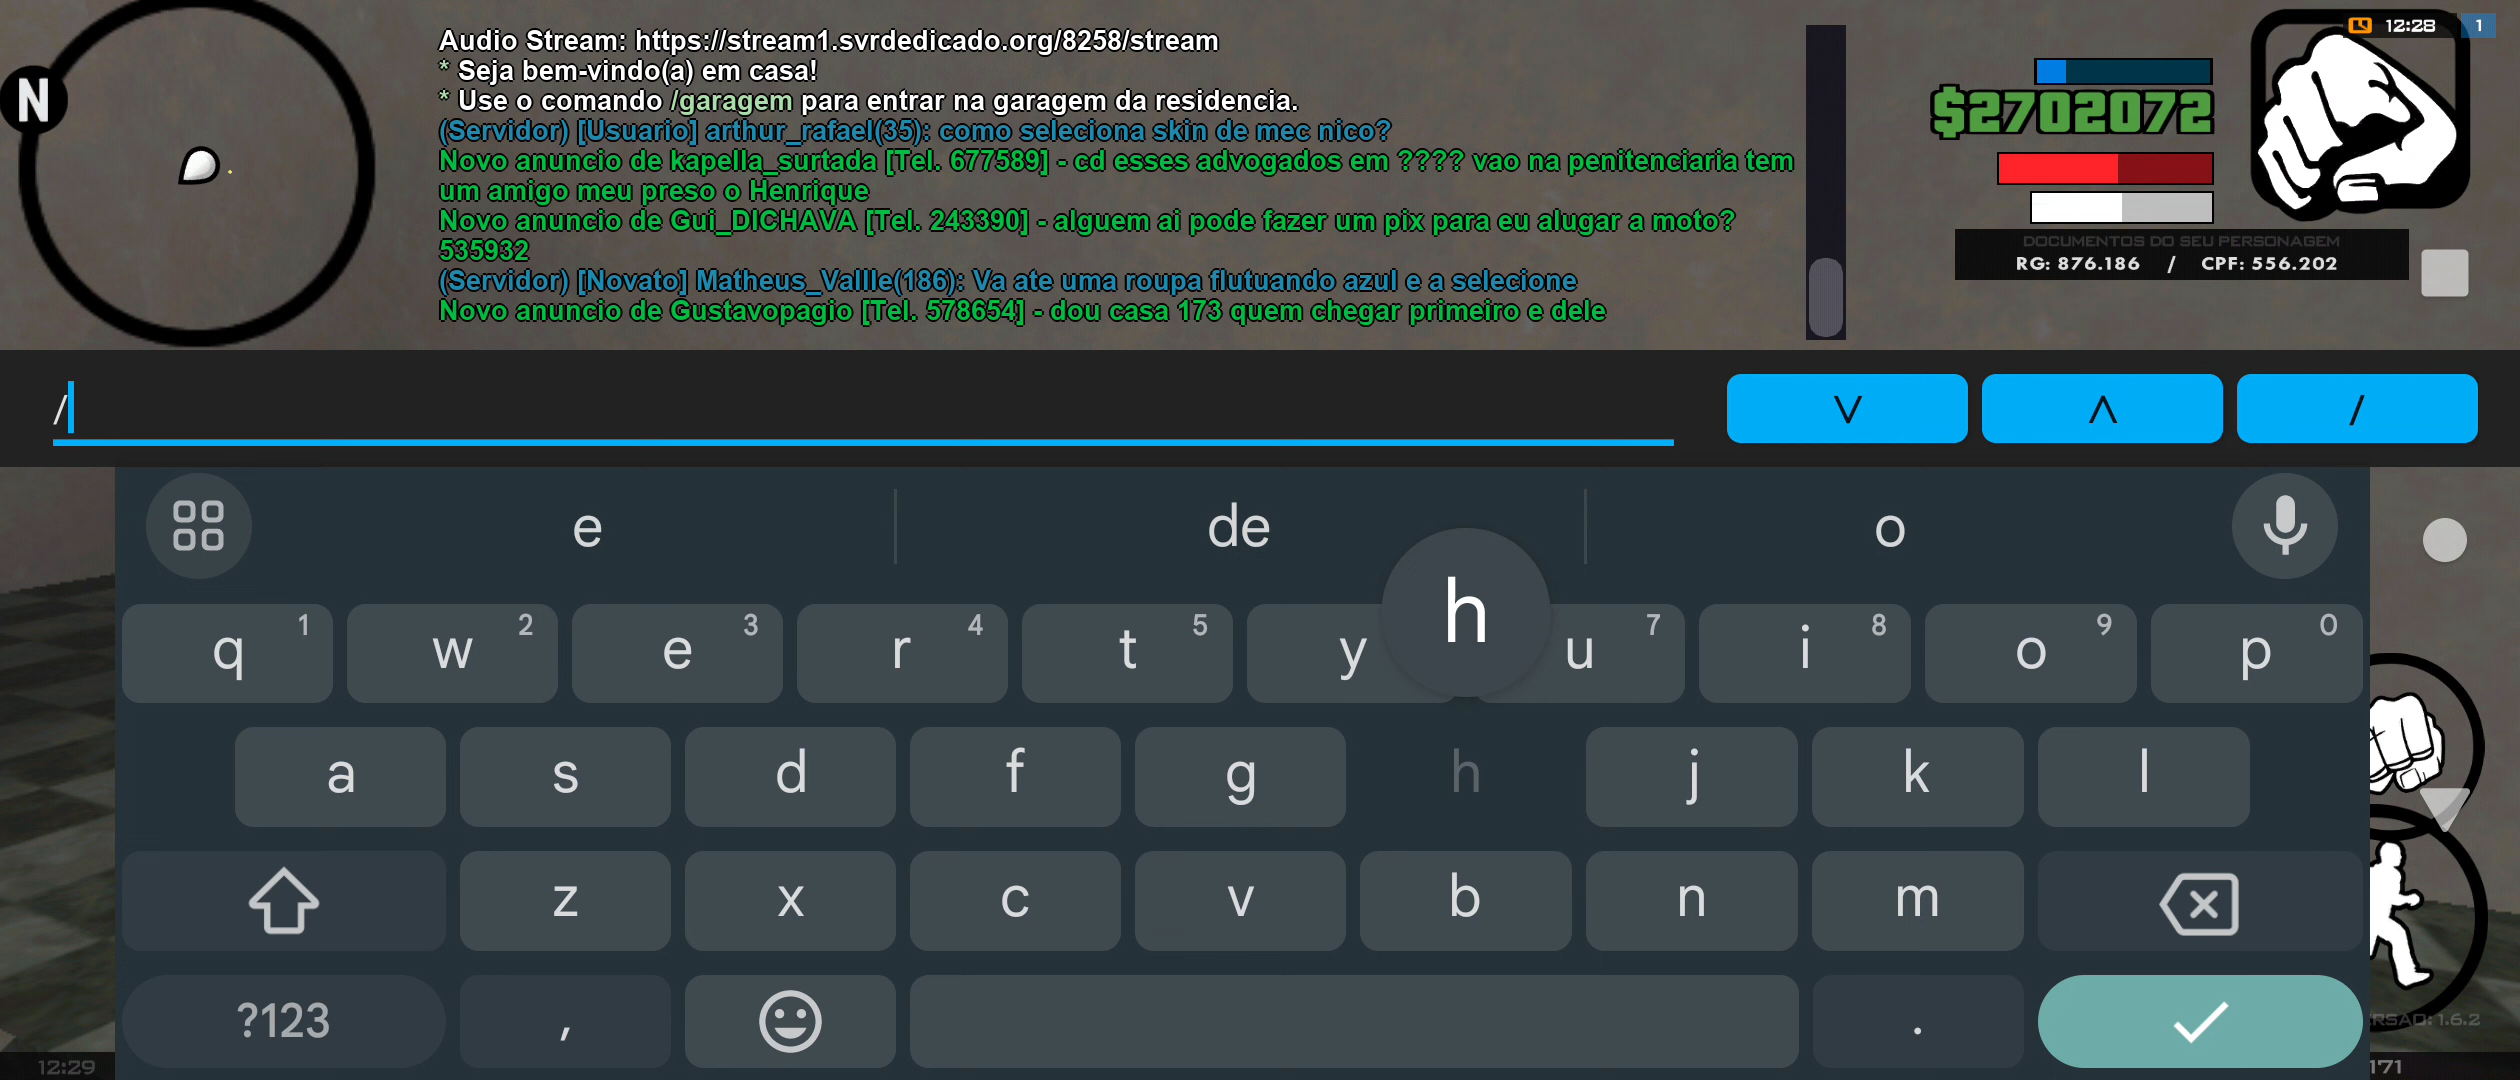 Audio Stream: https://stream1.svrdedicado.org/8258/stream
* Seja bem-vindo(a) em casa!
* Use o comando /garagem para entrar na garagem da residencia.
(Servidor) [Usuario] arthur_rafael(35): como seleciona skin de mec nico?
Novo anuncio de kapella_surtada [Tel. 677589] - cd esses advogados em ???? vao na penitenciaria tem
um amigo meu preso o Henrique
Novo anuncio de Gui_DICHAVA [Tel. 243390] - alguem ai pode fazer um pix para eu alugar a moto?
535932
(Servidor) [Novato] Matheus_Vallle(186): Va ate uma roupa flutuando azul e a selecione
Novo anuncio de Gustavopagio [Tel. 578654] - dou casa 173 quem chegar primeiro e dele
N
12:28
1
$2702072
DOCUMENTOS DO SEU PERSONAGEM
RG: 876.186 / CPF: 556.202
/
V Λ /
e de o
h
q 1 w 2 e 3 r 4 t 5 y u 7 i 8 o 9 p 0
a s d f g h j k l
z x c v b n m
?123 , .
RSAO: 1.6.2
12:29
171